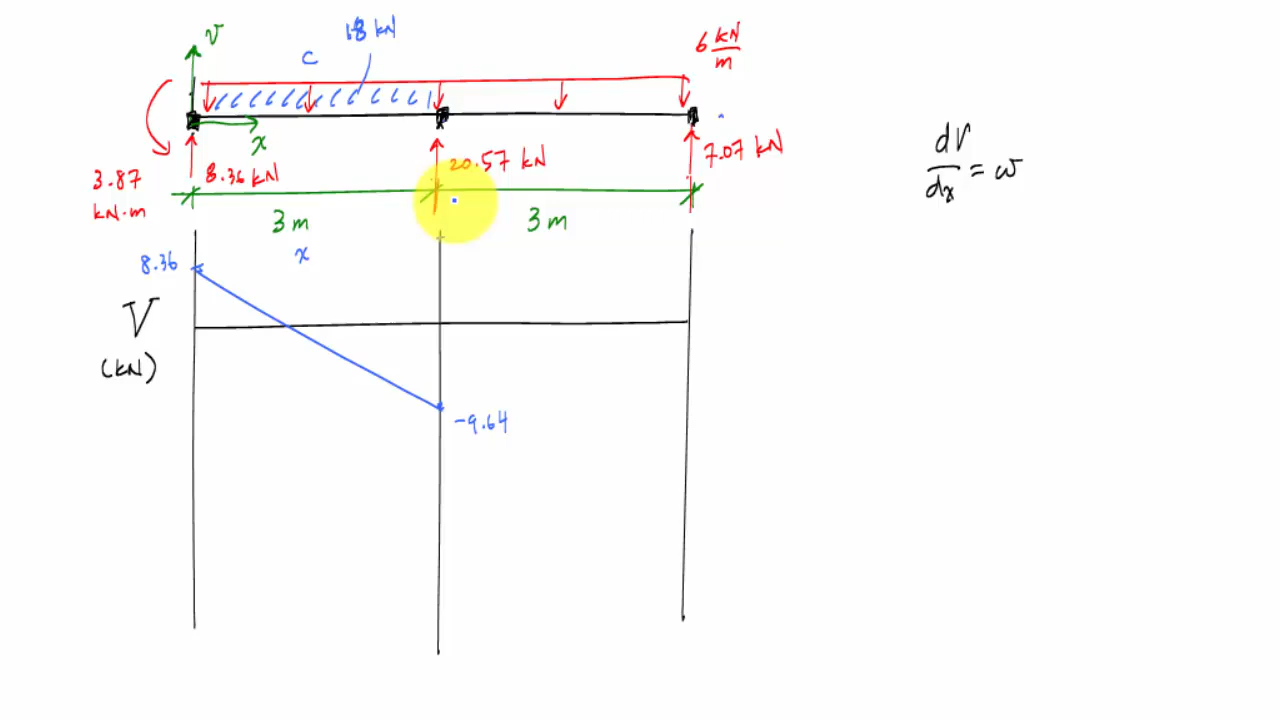 v
18 kN
C
6 kN/m
x
3.87 kN·m
8.36 kN
20.57 kN
7.07 kN
dV/dx = w
3 m
3 m
x
8.36
V
(kN)
-9.64